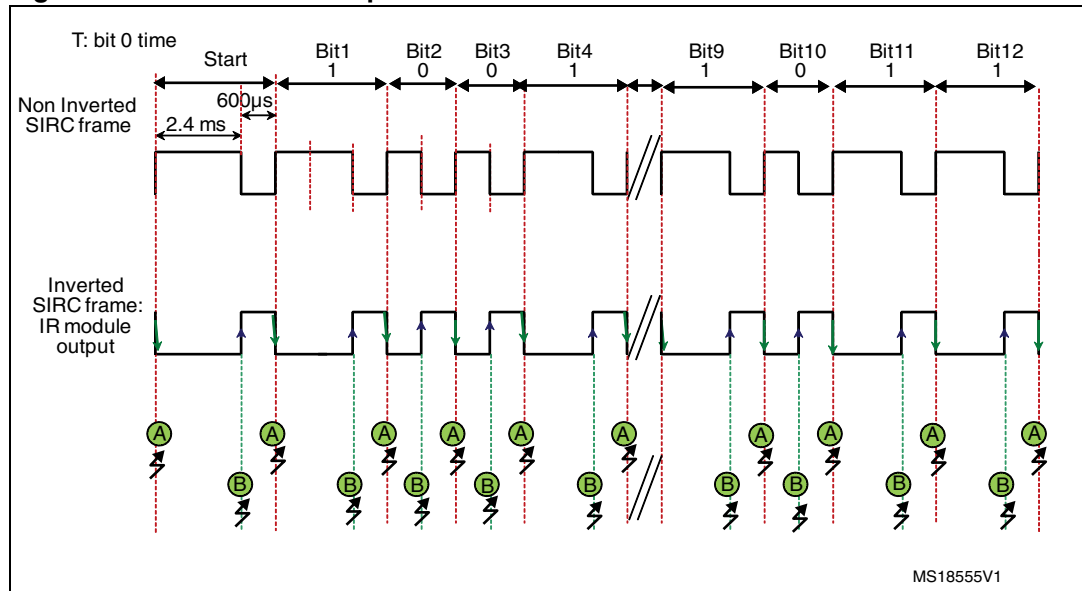 T: bit 0 time
Start
Bit1
1
Bit2
0
Bit3
0
Bit4
1
Bit9
1
Bit10
0
Bit11
1
Bit12
1
600µs
2.4 ms
Non Inverted
SIRC frame
Inverted
SIRC frame:
IR module
output
A A A A A A A A A A
B B B B B B B B B
MS18555V1